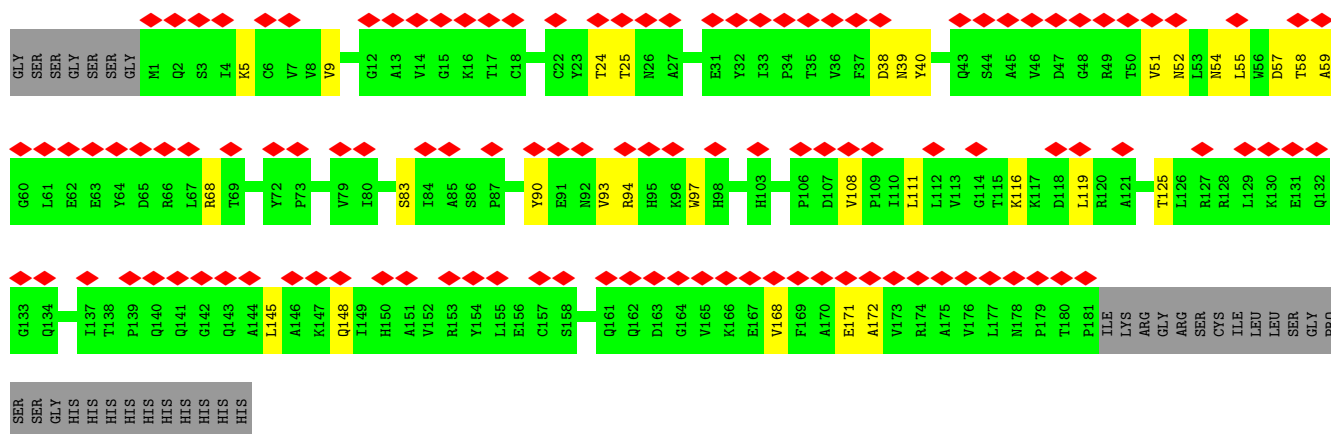 GLY SER SER GLY SER SER GLY M1 Q2 S3 I4 K5 C6 V7 V8 V9 G12 A13 V14 G15 K16 T17 C18 C22 Y23 T24 T25 N26 A27 E31 Y32 I33 P34 T35 V36 F37 D38 N39 Y40 Q43 S44 A45 V46 D47 G48 R49 T50 V51 N52 L53 N54 L55 W56 D57 T58 A59
G60 L61 E62 E63 Y64 D65 R66 L67 R68 T69 Y72 P73 V79 I80 S83 I84 A85 S86 P87 Y90 E91 N92 V93 R94 H95 K96 W97 H98 H103 P106 D107 V108 P109 I110 L111 L112 V113 G114 T115 K116 K117 D118 L119 R120 A121 T125 L126 R127 R128 L129 K130 E131 Q132
G133 Q134 I137 T138 P139 Q140 Q141 G142 Q143 A144 L145 A146 K147 Q148 I149 H150 A151 V152 R153 Y154 L155 E156 C157 S158 Q161 Q162 D163 G164 V165 K166 E167 V168 F169 A170 E171 A172 V173 R174 A175 V176 L177 N178 P179 T180 P181 ILE LYS ARG GLY ARG SER CYS ILE LEU LEU SER GLY PRO
SER SER GLY HIS HIS HIS HIS HIS HIS HIS HIS HIS HIS